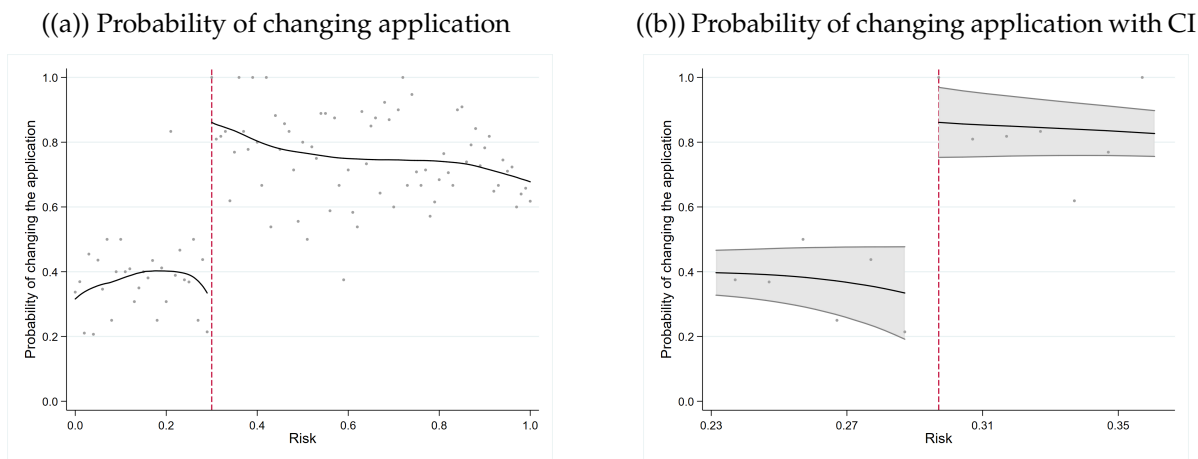 ((a)) Probability of changing application
((b)) Probability of changing application with CI
Probability of changing the application
1.0
0.8
0.6
0.4
0.2
0.0
0.0 0.2 0.4 0.6 0.8 1.0
Risk
Probability of changing the application
1.0
0.8
0.6
0.4
0.2
0.0
0.23 0.27 0.31 0.35
Risk